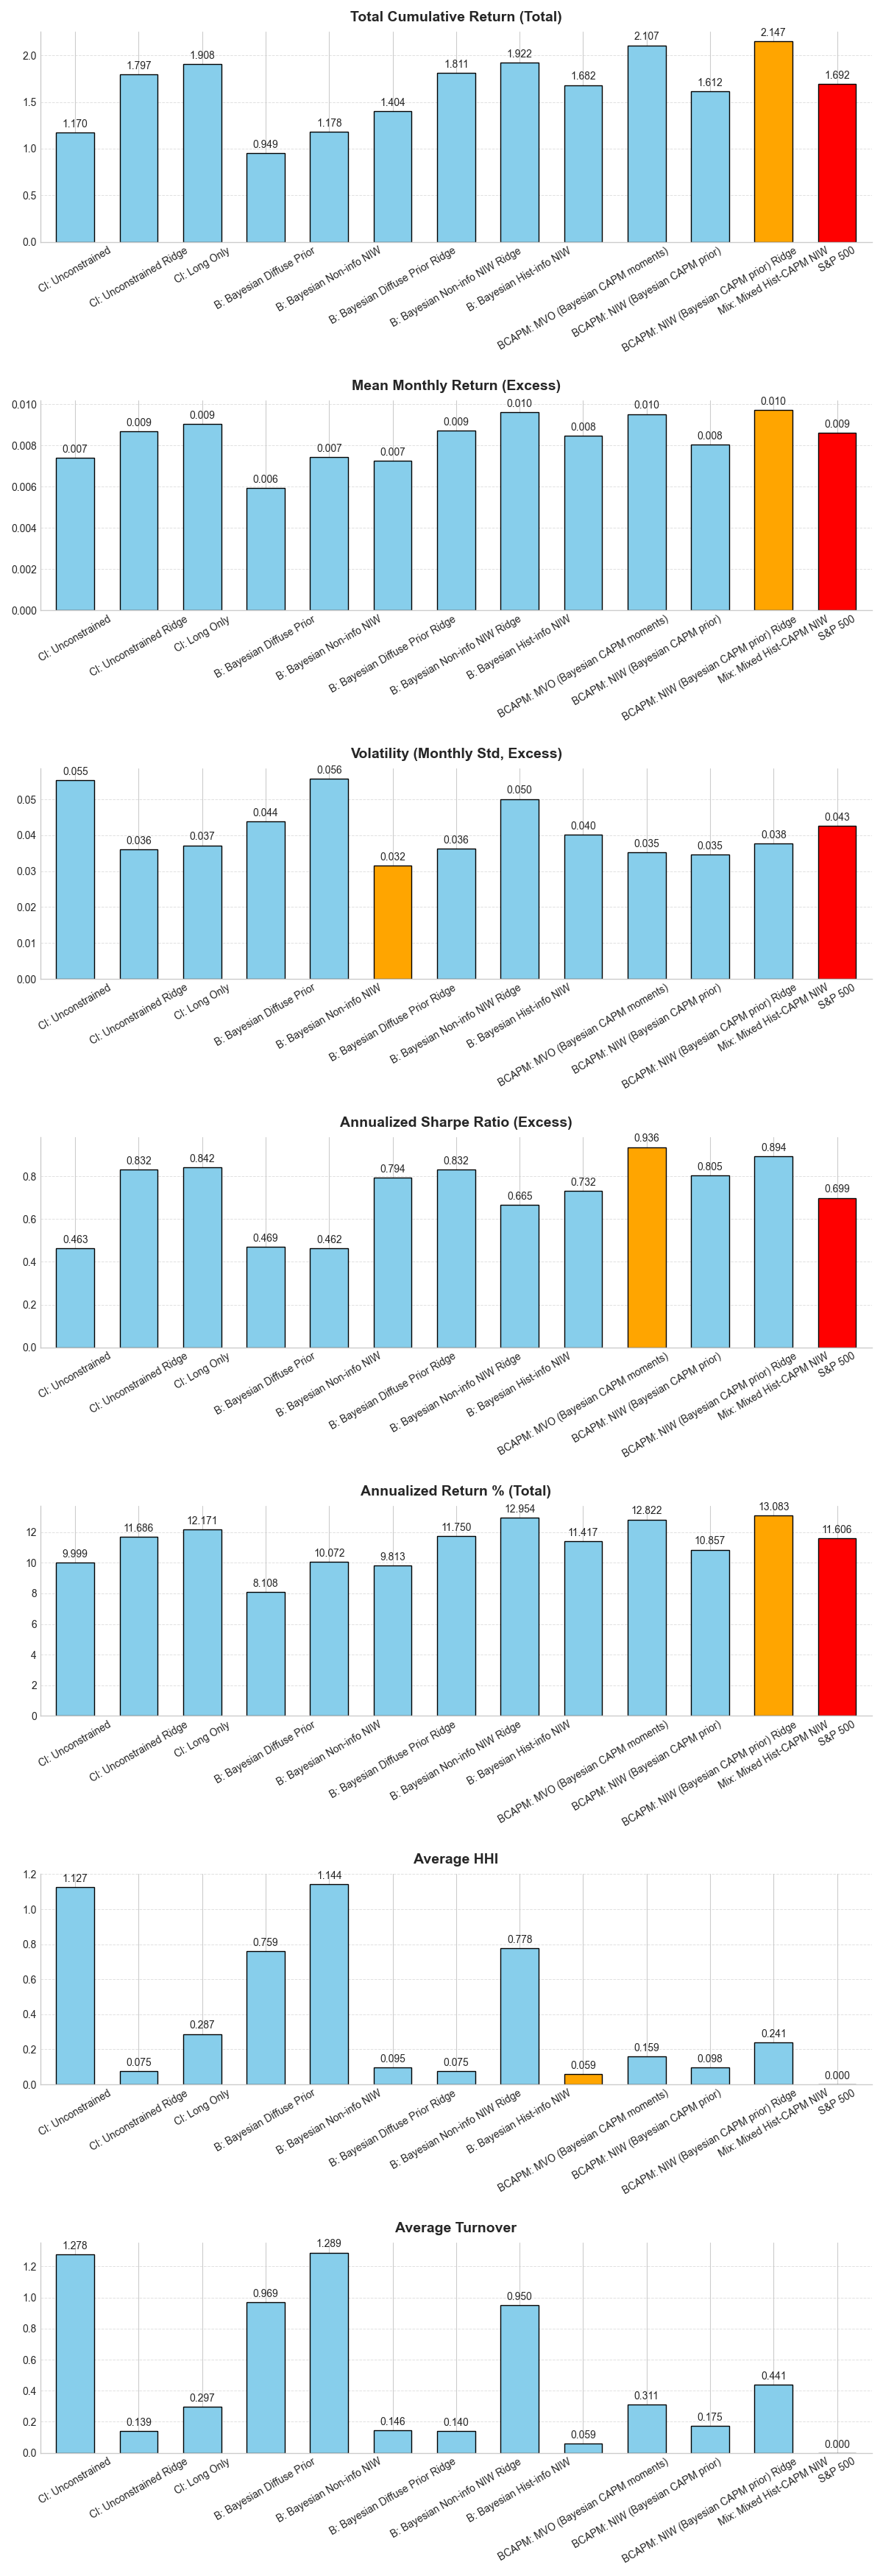 Total Cumulative Return (Total)
2.0
1.5
1.0
0.5
0.0
1.170
1.797
1.908
0.949
1.178
1.404
1.811
1.922
1.682
2.107
1.612
2.147
1.692
Cl: Unconstrained
Cl: Unconstrained Ridge
Cl: Long Only
B: Bayesian Diffuse Prior
B: Bayesian Non-info NIW
B: Bayesian Diffuse Prior Ridge
B: Bayesian Non-info NIW Ridge
B: Bayesian Hist-info NIW
BCAPM: MVO (Bayesian CAPM moments)
BCAPM: NIW (Bayesian CAPM prior)
BCAPM: NIW (Bayesian CAPM prior) Ridge
Mix: Mixed Hist-CAPM NIW
S&P 500
Mean Monthly Return (Excess)
0.010
0.008
0.006
0.004
0.002
0.000
0.007
0.009
0.009
0.006
0.007
0.007
0.009
0.010
0.008
0.010
0.008
0.010
0.009
Cl: Unconstrained
Cl: Unconstrained Ridge
Cl: Long Only
B: Bayesian Diffuse Prior
B: Bayesian Non-info NIW
B: Bayesian Diffuse Prior Ridge
B: Bayesian Non-info NIW Ridge
B: Bayesian Hist-info NIW
BCAPM: MVO (Bayesian CAPM moments)
BCAPM: NIW (Bayesian CAPM prior)
BCAPM: NIW (Bayesian CAPM prior) Ridge
Mix: Mixed Hist-CAPM NIW
S&P 500
Volatility (Monthly Std, Excess)
0.05
0.04
0.03
0.02
0.01
0.00
0.055
0.036
0.037
0.044
0.056
0.032
0.036
0.050
0.040
0.035
0.035
0.038
0.043
Cl: Unconstrained
Cl: Unconstrained Ridge
Cl: Long Only
B: Bayesian Diffuse Prior
B: Bayesian Non-info NIW
B: Bayesian Diffuse Prior Ridge
B: Bayesian Non-info NIW Ridge
B: Bayesian Hist-info NIW
BCAPM: MVO (Bayesian CAPM moments)
BCAPM: NIW (Bayesian CAPM prior)
BCAPM: NIW (Bayesian CAPM prior) Ridge
Mix: Mixed Hist-CAPM NIW
S&P 500
Annualized Sharpe Ratio (Excess)
0.8
0.6
0.4
0.2
0.0
0.463
0.832
0.842
0.469
0.462
0.794
0.832
0.665
0.732
0.936
0.805
0.894
0.699
Cl: Unconstrained
Cl: Unconstrained Ridge
Cl: Long Only
B: Bayesian Diffuse Prior
B: Bayesian Non-info NIW
B: Bayesian Diffuse Prior Ridge
B: Bayesian Non-info NIW Ridge
B: Bayesian Hist-info NIW
BCAPM: MVO (Bayesian CAPM moments)
BCAPM: NIW (Bayesian CAPM prior)
BCAPM: NIW (Bayesian CAPM prior) Ridge
Mix: Mixed Hist-CAPM NIW
S&P 500
Annualized Return % (Total)
12
10
8
6
4
2
0
9.999
11.686
12.171
8.108
10.072
9.813
11.750
12.954
11.417
12.822
10.857
13.083
11.606
Cl: Unconstrained
Cl: Unconstrained Ridge
Cl: Long Only
B: Bayesian Diffuse Prior
B: Bayesian Non-info NIW
B: Bayesian Diffuse Prior Ridge
B: Bayesian Non-info NIW Ridge
B: Bayesian Hist-info NIW
BCAPM: MVO (Bayesian CAPM moments)
BCAPM: NIW (Bayesian CAPM prior)
BCAPM: NIW (Bayesian CAPM prior) Ridge
Mix: Mixed Hist-CAPM NIW
S&P 500
Average HHI
1.2
1.0
0.8
0.6
0.4
0.2
0.0
1.127
0.075
0.287
0.759
1.144
0.095
0.075
0.778
0.059
0.159
0.098
0.241
0.000
Cl: Unconstrained
Cl: Unconstrained Ridge
Cl: Long Only
B: Bayesian Diffuse Prior
B: Bayesian Non-info NIW
B: Bayesian Diffuse Prior Ridge
B: Bayesian Non-info NIW Ridge
B: Bayesian Hist-info NIW
BCAPM: MVO (Bayesian CAPM moments)
BCAPM: NIW (Bayesian CAPM prior)
BCAPM: NIW (Bayesian CAPM prior) Ridge
Mix: Mixed Hist-CAPM NIW
S&P 500
Average Turnover
1.2
1.0
0.8
0.6
0.4
0.2
0.0
1.278
0.139
0.297
0.969
1.289
0.146
0.140
0.950
0.059
0.311
0.175
0.441
0.000
Cl: Unconstrained
Cl: Unconstrained Ridge
Cl: Long Only
B: Bayesian Diffuse Prior
B: Bayesian Non-info NIW
B: Bayesian Diffuse Prior Ridge
B: Bayesian Non-info NIW Ridge
B: Bayesian Hist-info NIW
BCAPM: MVO (Bayesian CAPM moments)
BCAPM: NIW (Bayesian CAPM prior)
BCAPM: NIW (Bayesian CAPM prior) Ridge
Mix: Mixed Hist-CAPM NIW
S&P 500